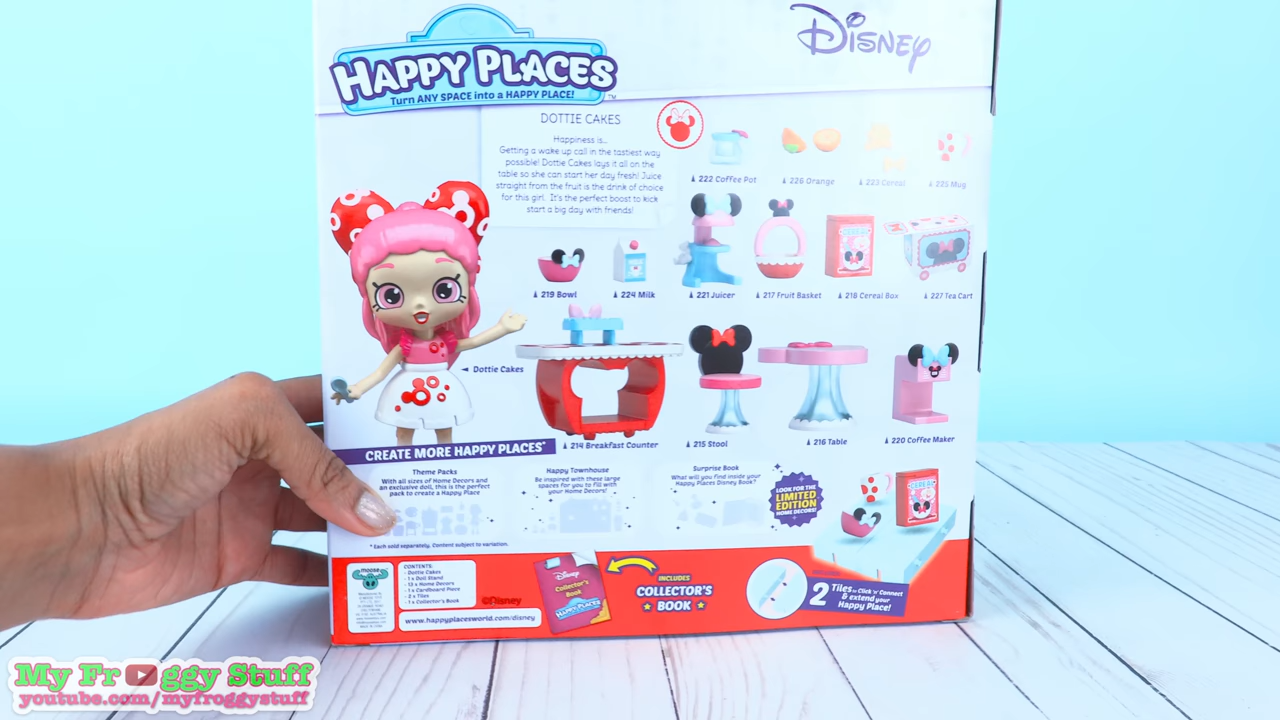 HAPPY PLACES
Turn ANY SPACE into a HAPPY PLACE!™
Disney
DOTTIE CAKES
Happiness is...
Getting a wake up call in the tastiest way
possible! Dottie Cakes lays it all on the
table so she can start her day fresh! Juice
straight from the fruit is the drink of choice
for this girl. It's the perfect boost to kick
start a big day with friends!
222 Coffee Pot
226 Orange
223 Cereal
225 Mug
219 Bowl
224 Milk
221 Juicer
217 Fruit Basket
218 Cereal Box
227 Tea Cart
Dottie Cakes
214 Breakfast Counter
215 Stool
216 Table
220 Coffee Maker
CREATE MORE HAPPY PLACES*
Theme Packs
With all sizes of Home Decors and
an exclusive doll, this is the perfect
pack to create a Happy Place
Happy Townhouse
Be inspired with these large
spaces for you to fill with
your Home Decors!
Surprise Book
What will you find inside your
Happy Places Disney Book?
LOOK FOR THE
LIMITED
EDITION
HOME DECORS!
CEREAL
* Each sold separately. Content subject to variation.
moose
CONTENTS:
- Dottie Cakes
- 1 x Doll Stand
- 13 x Home Decors
- 1 x Cardboard Piece
- 2 x Tiles
- 1 x Collector's Book
©Disney
www.happyplacesworld.com/disney
Disney
Collector's
Book
HAPPY PLACES
INCLUDES
COLLECTOR'S
BOOK
2 Tiles to Click 'n' Connect
& extend your
Happy Place!
My Froggy Stuff
youtube.com/myfroggystuff